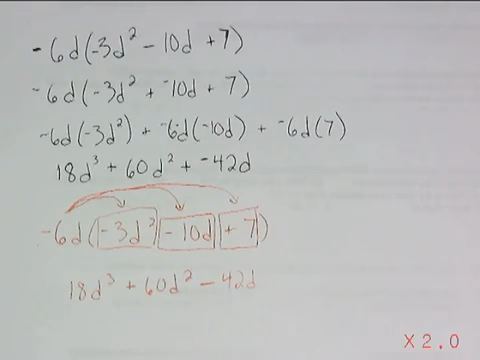 -6d(-3d² - 10d + 7)
-6d(-3d² + ⁻10d + 7)
-6d(-3d²) + ⁻6d(-10d) + ⁻6d(7)
18d³ + 60d² + ⁻42d
-6d(-3d² - 10d + 7)
18d³ + 60d² - 42d
X2.0